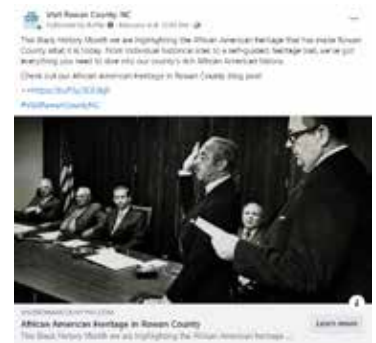 Visit Rowan County, NC
This Black History Month we are highlighting the African American heritage that has made Rowan
County what it is today. From individual historical sites to a self-guided heritage trail, we've got
everything you need to dive into our county's rich African American history.
Check out our African American Heritage in Rowan County blog post!
#VisitRowanCountyNC
VISITROWANCOUNTYNC.COM
African American Heritage in Rowan County
Learn more
This Black History Month we are highlighting the African American heritage ...